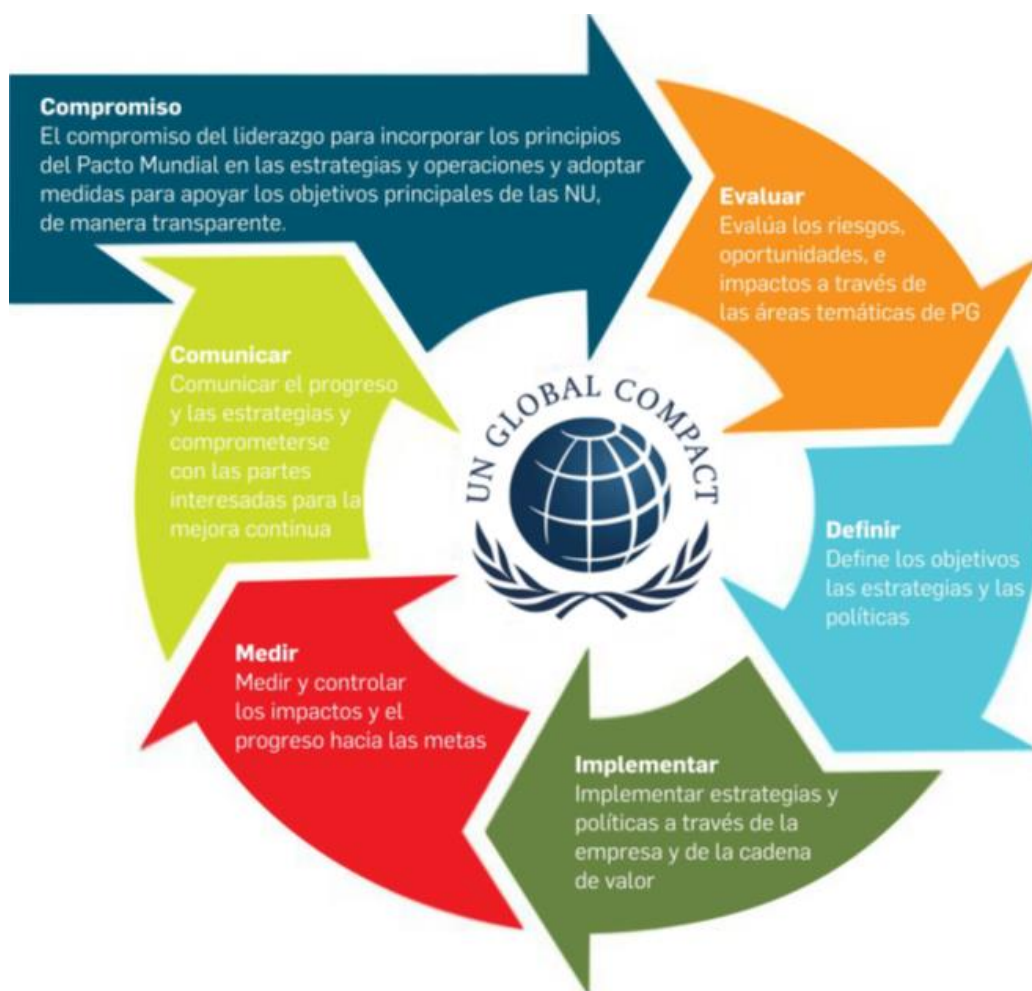 Compromiso
El compromiso del liderazgo para incorporar los principios
del Pacto Mundial en las estrategias y operaciones y adoptar
medidas para apoyar los objetivos principales de las NU,
de manera transparente.
Evaluar
Evalúa los riesgos,
oportunidades, e
impactos a través de
las áreas temáticas de PG
Definir
Define los objetivos
las estrategias y las
políticas
Implementar
Implementar estrategias y
políticas a través de la
empresa y de la cadena
de valor
Medir
Medir y controlar
los impactos y el
progreso hacia las metas
Comunicar
Comunicar el progreso
y las estrategias y
comprometerse
con las partes
interesadas para la
mejora continua
UN GLOBAL COMPACT